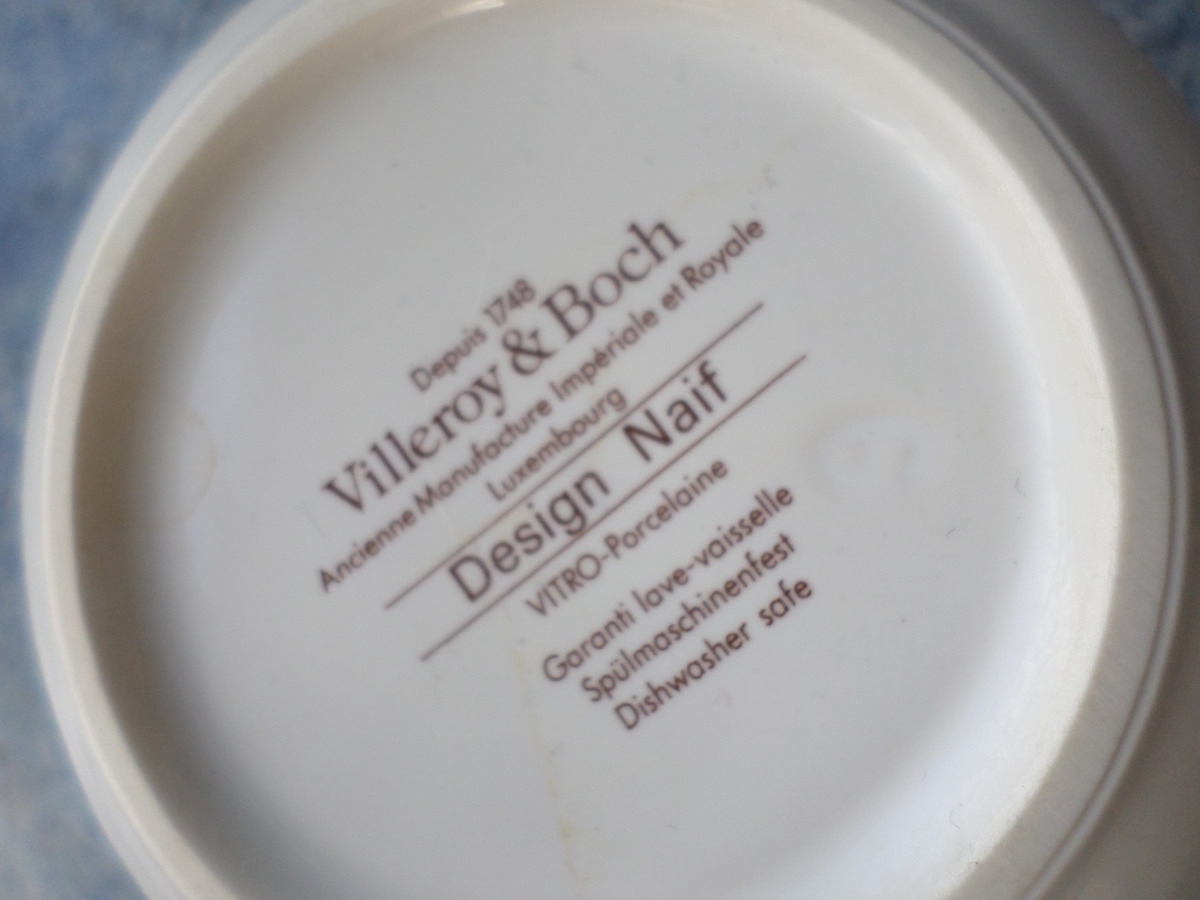 Depuis 1748
Villeroy & Boch
Ancienne Manufacture Impériale et Royale
Luxembourg
Design Naif
VITRO-Porcelaine
Garanti lave-vaisselle
Spülmaschinenfest
Dishwasher safe